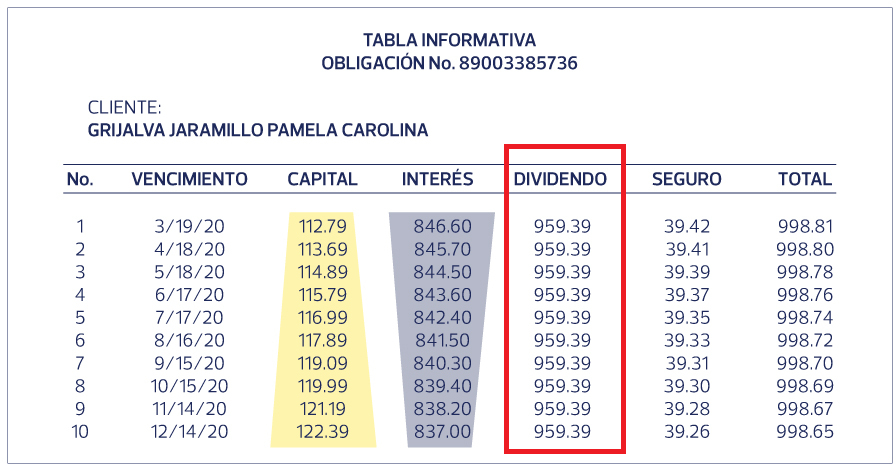 TABLA INFORMATIVA
OBLIGACIÓN No. 89003385736
CLIENTE:
GRIJALVA JARAMILLO PAMELA CAROLINA
No. VENCIMIENTO CAPITAL INTERÉS DIVIDENDO SEGURO TOTAL
1 3/19/20 112.79 846.60 959.39 39.42 998.81
2 4/18/20 113.69 845.70 959.39 39.41 998.80
3 5/18/20 114.89 844.50 959.39 39.39 998.78
4 6/17/20 115.79 843.60 959.39 39.37 998.76
5 7/17/20 116.99 842.40 959.39 39.35 998.74
6 8/16/20 117.89 841.50 959.39 39.33 998.72
7 9/15/20 119.09 840.30 959.39 39.31 998.70
8 10/15/20 119.99 839.40 959.39 39.30 998.69
9 11/14/20 121.19 838.20 959.39 39.28 998.67
10 12/14/20 122.39 837.00 959.39 39.26 998.65